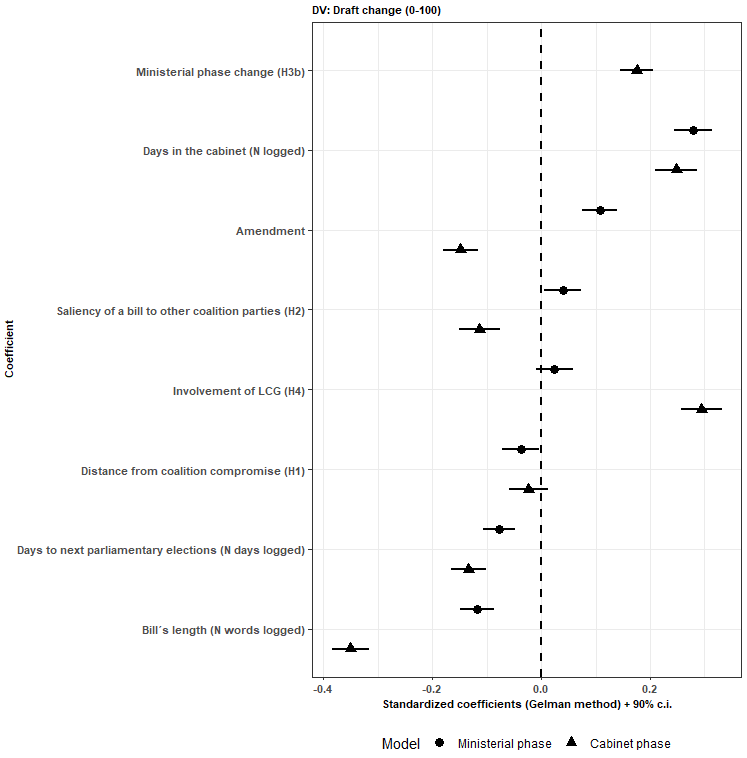 DV: Draft change (0-100)
Ministerial phase change (H3b)
Days in the cabinet (N logged)
Amendment
Saliency of a bill to other coalition parties (H2)
Involvement of LCG (H4)
Distance from coalition compromise (H1)
Days to next parliamentary elections (N days logged)
Bill´s length (N words logged)
Coefficient
-0.4 -0.2 0.0 0.2
Standardized coefficients (Gelman method) + 90% c.i.
Model Ministerial phase Cabinet phase